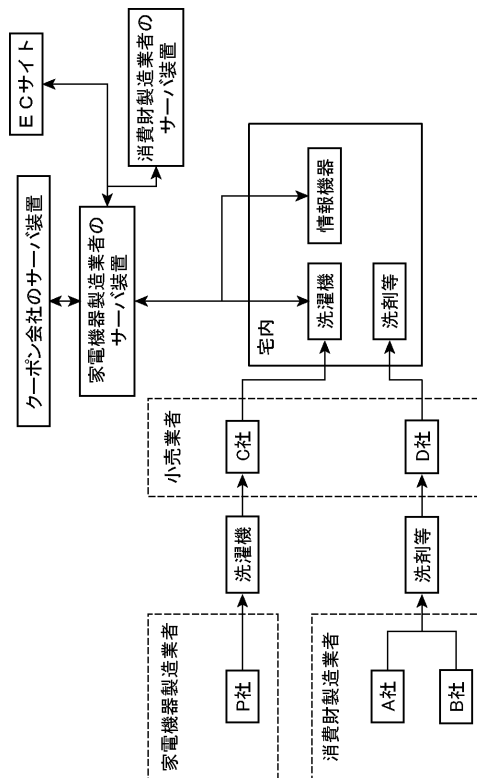 クーポン会社のサーバ装置
ECサイト
家電機器製造業者の
サーバ装置
消費財製造業者の
サーバ装置
家電機器製造業者
P社
洗濯機
小売業者
C社
宅内
洗濯機
情報機器
消費財製造業者
A社
B社
洗剤等
D社
洗剤等